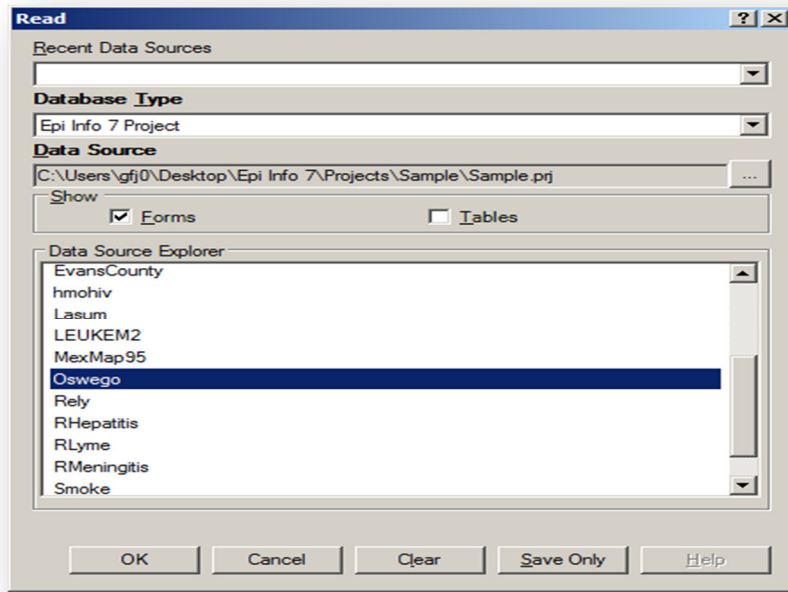 Read
Recent Data Sources
Database Type
Epi Info 7 Project
Data Source
C:\Users\gfj0\Desktop\Epi Info 7\Projects\Sample\Sample.prj ...
Show
Forms Tables
Data Source Explorer
EvansCounty
hmohiv
Lasum
LEUKEM2
MexMap95
Oswego
Rely
RHepatitis
RLyme
RMeningitis
Smoke
OK Cancel Clear Save Only Help